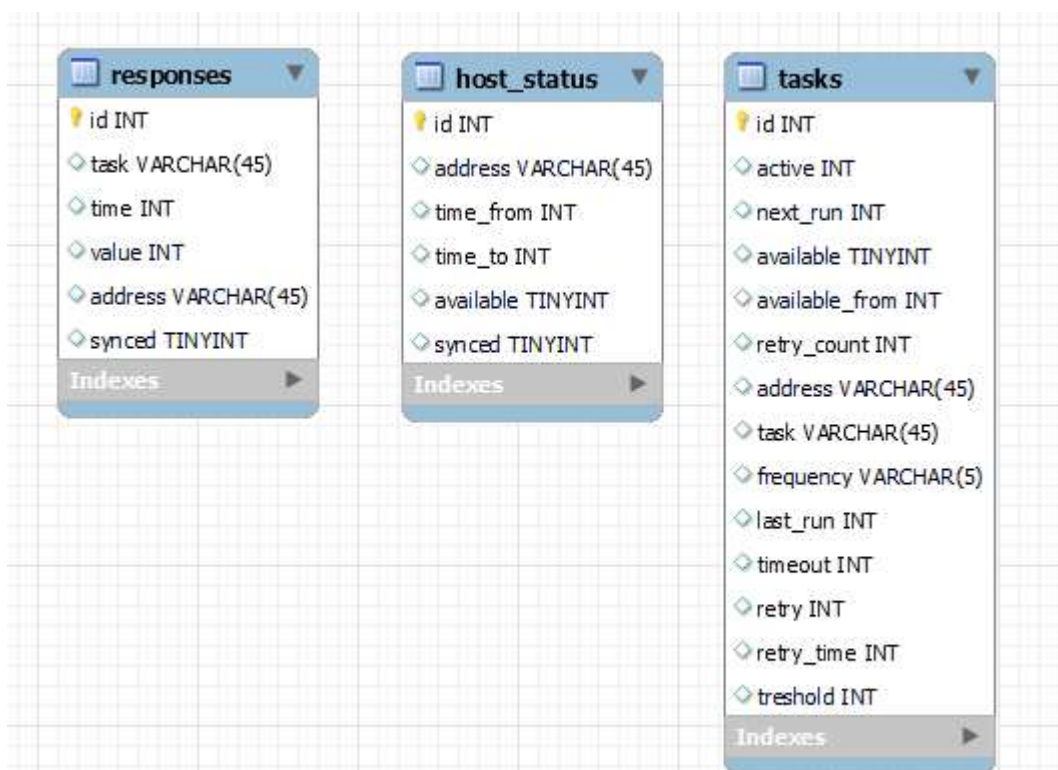 responses
id INT
task VARCHAR(45)
time INT
value INT
address VARCHAR(45)
synced TINYINT
Indexes
host_status
id INT
address VARCHAR(45)
time_from INT
time_to INT
available TINYINT
synced TINYINT
Indexes
tasks
id INT
active INT
next_run INT
available TINYINT
available_from INT
retry_count INT
address VARCHAR(45)
task VARCHAR(45)
frequency VARCHAR(5)
last_run INT
timeout INT
retry INT
retry_time INT
treshold INT
Indexes